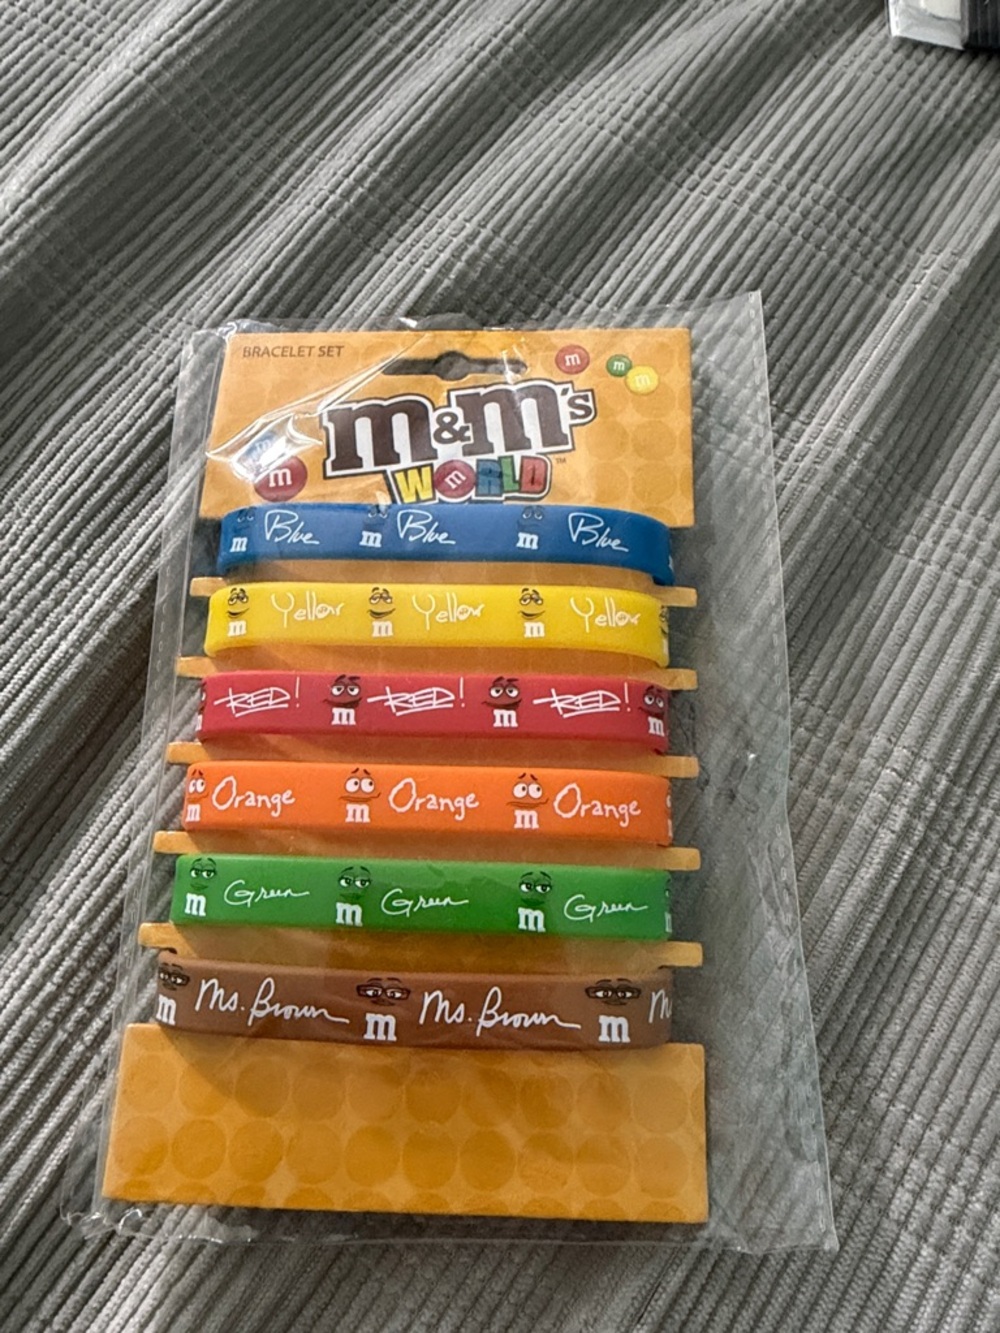 BRACELET SET
m
m
m
m&m's
m
m
WORLD™
m Blue m Blue m Blue
m Yellow m Yellow m Yellow
RED! m RED! m RED! m
m Orange m Orange m Orange
m Green m Green m Green
m Ms. Brown m Ms. Brown m M